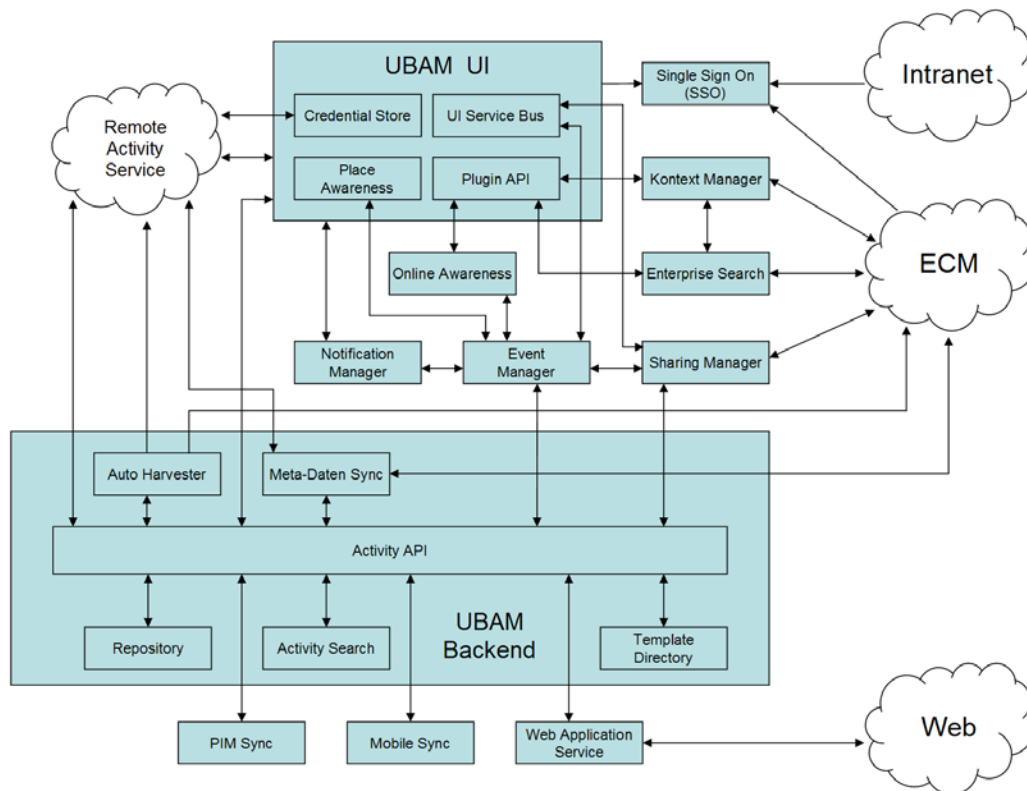 UBAM UI
Single Sign On
(SSO)
Intranet
Remote
Activity
Service
Credential Store
UI Service Bus
Place
Awareness
Plugin API
Kontext Manager
ECM
Online Awareness
Enterprise Search
Notification
Manager
Event
Manager
Sharing Manager
Auto Harvester
Meta-Daten Sync
Activity API
UBAM
Backend
Repository
Activity Search
Template
Directory
PIM Sync
Mobile Sync
Web Application
Service
Web